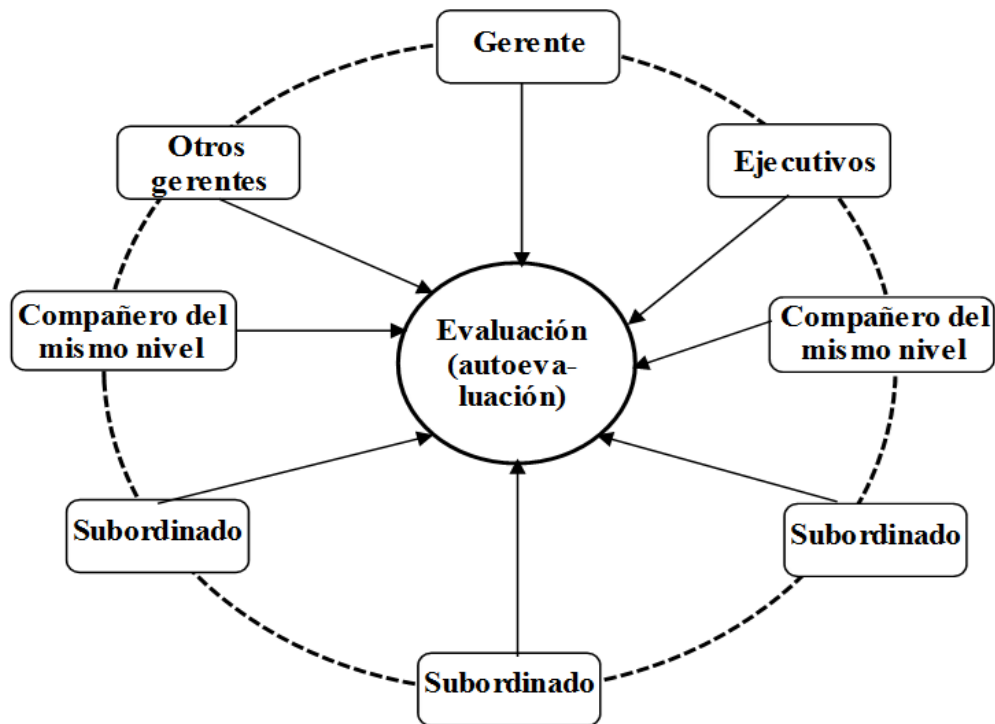 Gerente
Otros
gerentes
Ejecutivos
Compañero del
mismo nivel
Evaluación
(autoeva-
luación)
Compañero del
mismo nivel
Subordinado
Subordinado
Subordinado